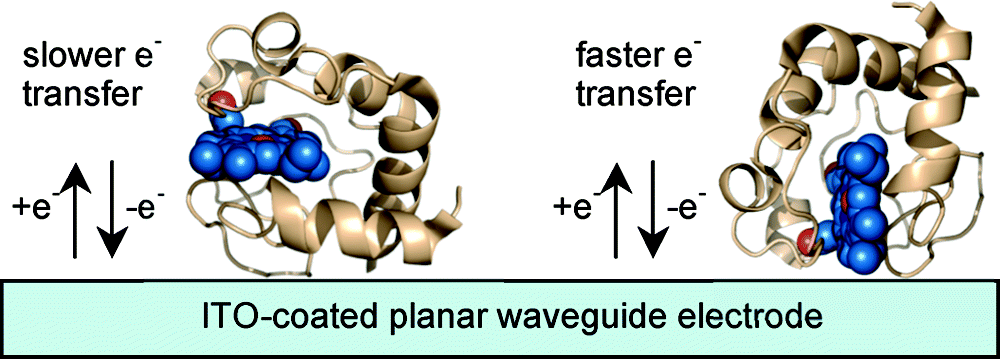 slower e-
transfer
+e-
-e-
faster e-
transfer
+e-
-e-
ITO-coated planar waveguide electrode